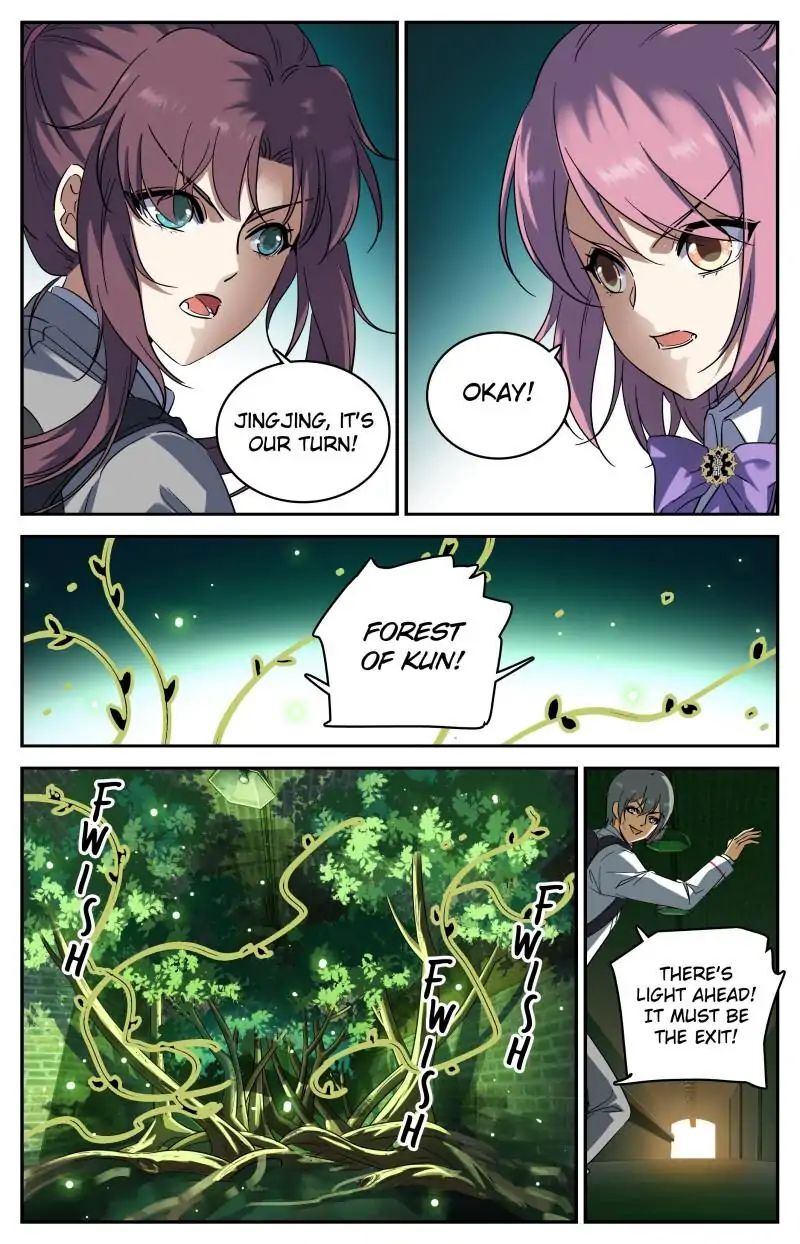 JINGJING, IT'S
OUR TURN!
OKAY!
FOREST
OF KUN!
FWISH
FWISH
FWISH
THERE'S
LIGHT AHEAD!
IT MUST BE
THE EXIT!